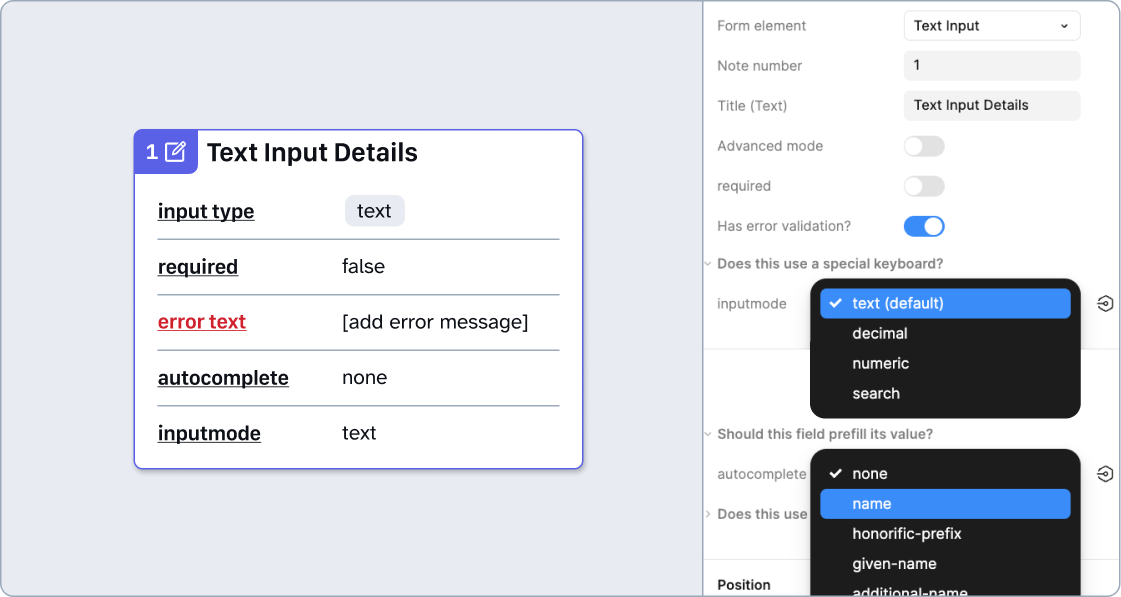 1 Text Input Details
input type text
required false
error text [add error message]
autocomplete none
inputmode text
Form element Text Input
Note number 1
Title (Text) Text Input Details
Advanced mode
required
Has error validation?
Does this use a special keyboard?
inputmode text (default)
decimal
numeric
search
Should this field prefill its value?
autocomplete none
name
Does this use
honorific-prefix
given-name
Position
additional-name